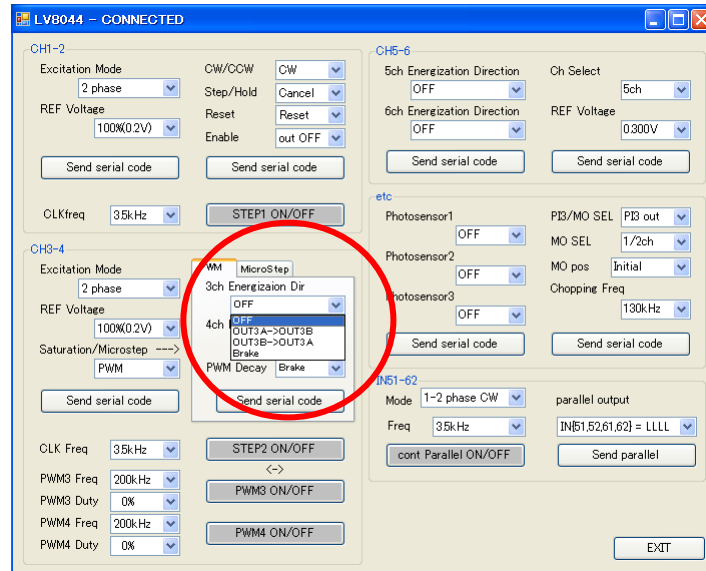 LV8044 - CONNECTED
CH1-2
Excitation Mode
2 phase
REF Voltage
100%(0.2V)
Send serial code
CW/CCW CW
Step/Hold Cancel
Reset Reset
Enable out OFF
Send serial code
CLKfreq 3.5kHz
STEP1 ON/OFF
CH3-4
Excitation Mode
2 phase
REF Voltage
100%(0.2V)
Saturation/Microstep --->
PWM
Send serial code
WM MicroStep
3ch Energizaion Dir
OFF
OFF
OUT3A->OUT3B
OUT3B->OUT3A
Brake
4ch
PWM Decay Brake
Send serial code
CLK Freq 3.5kHz
PWM3 Freq 200kHz
PWM3 Duty 0%
PWM4 Freq 200kHz
PWM4 Duty 0%
STEP2 ON/OFF
<->
PWM3 ON/OFF
PWM4 ON/OFF
CH5-6
5ch Energization Direction
OFF
6ch Energization Direction
OFF
Send serial code
Ch Select
5ch
REF Voltage
0.300V
Send serial code
etc
Photosensor1
OFF
Photosensor2
OFF
hotosensor3
OFF
Send serial code
PI3/MO SEL PI3 out
MO SEL 1/2ch
MO pos Initial
Chopping Freq
130kHz
Send serial code
IN51-62
Mode 1-2 phase CW
Freq 3.5kHz
cont Parallel ON/OFF
parallel output
IN{51,52,61,62} = LLLL
Send parallel
EXIT